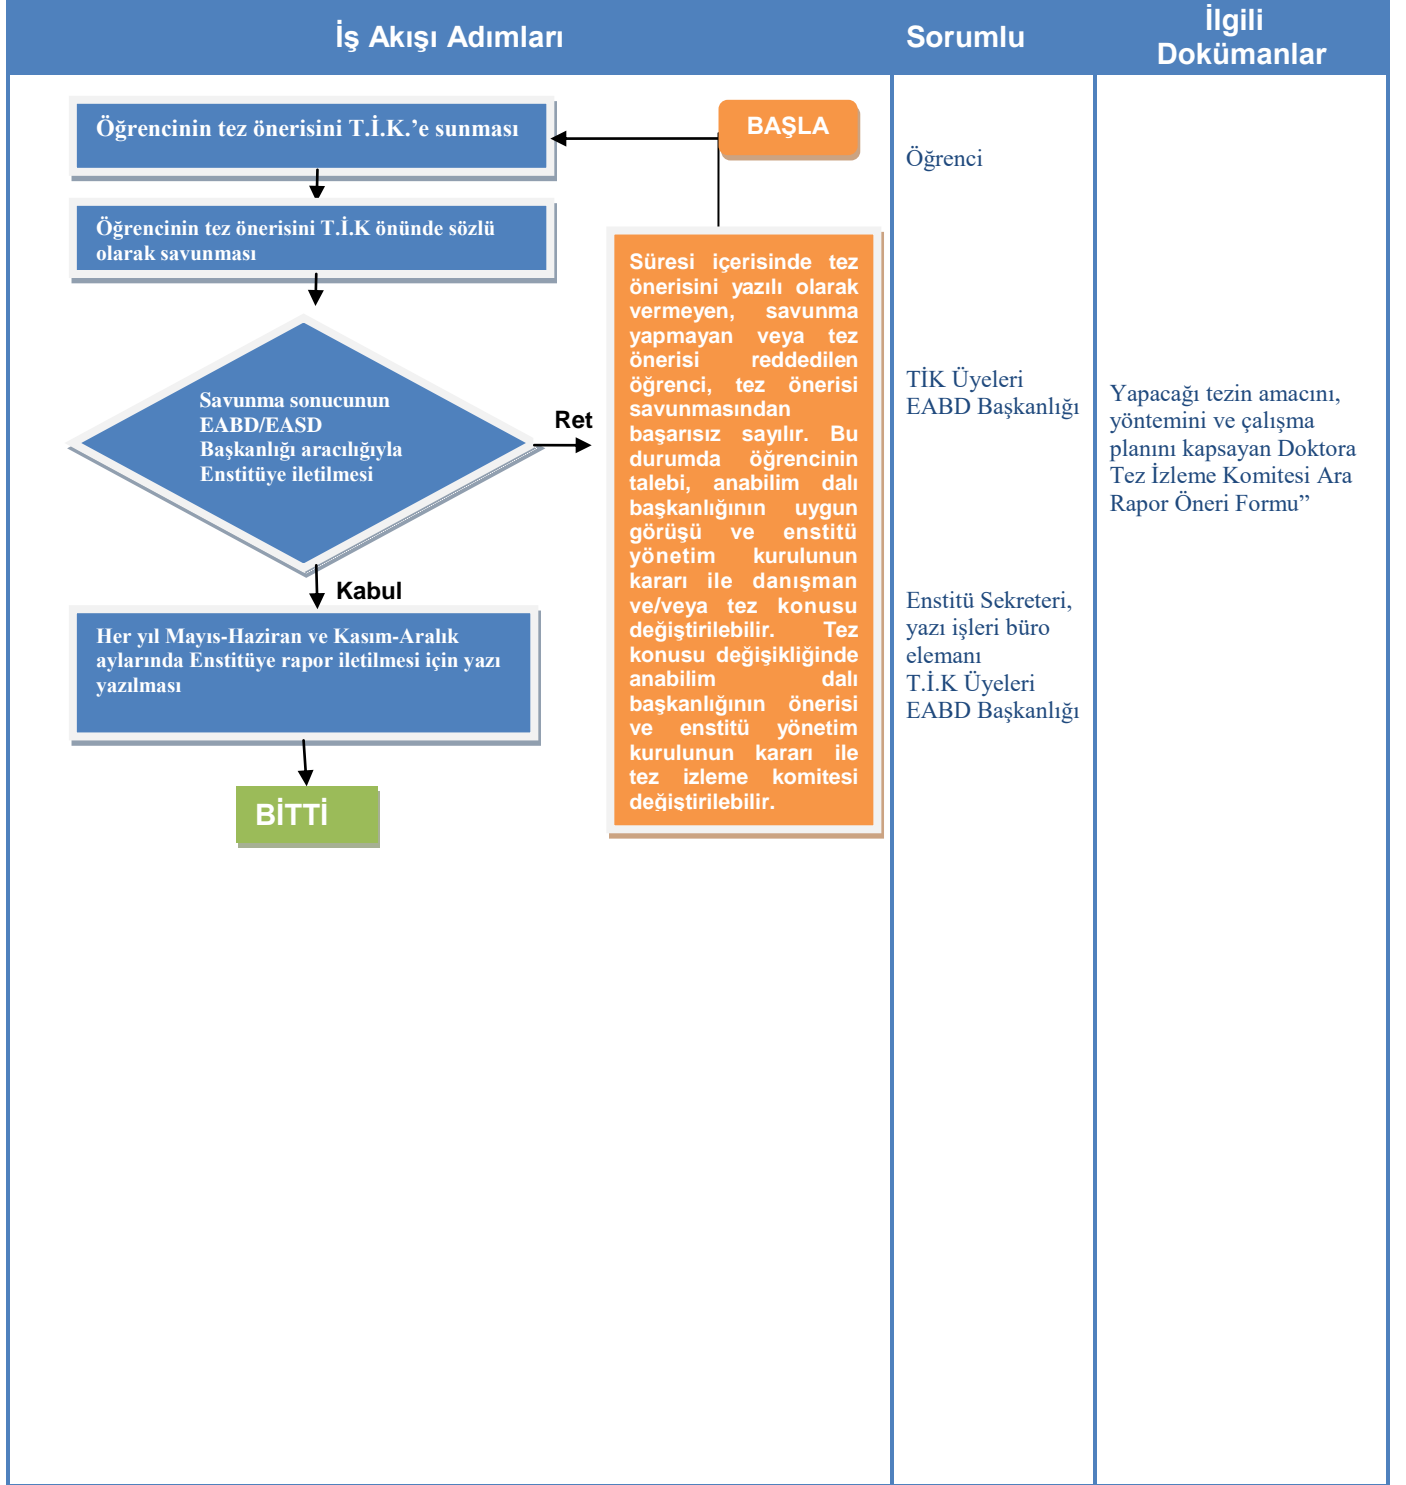 İş Akışı Adımları
Sorumlu
İlgili
Dokümanlar
BAŞLA
Öğrencinin tez önerisini T.İ.K.’e sunması
Öğrencinin tez önerisini T.İ.K önünde sözlü
olarak savunması
Savunma sonucunun
EABD/EASD
Başkanlığı aracılığıyla
Enstitüye iletilmesi
Ret
Süresi içerisinde tez
önerisini yazılı olarak
vermeyen, savunma
yapmayan veya tez
önerisi reddedilen
öğrenci, tez önerisi
savunmasından
başarısız sayılır. Bu
durumda öğrencinin
talebi, anabilim dalı
başkanlığının uygun
görüşü ve enstitü
yönetim kurulunun
kararı ile danışman
ve/veya tez konusu
değiştirilebilir. Tez
konusu değişikliğinde
anabilim dalı
başkanlığının önerisi
ve enstitü yönetim
kurulunun kararı ile
tez izleme komitesi
değiştirilebilir.
Kabul
Her yıl Mayıs-Haziran ve Kasım-Aralık
aylarında Enstitüye rapor iletilmesi için yazı
yazılması
BİTTİ
Öğrenci
TİK Üyeleri
EABD Başkanlığı
Enstitü Sekreteri,
yazı işleri büro
elemanı
T.İ.K Üyeleri
EABD Başkanlığı
Yapacağı tezin amacını,
yöntemini ve çalışma
planını kapsayan Doktora
Tez İzleme Komitesi Ara
Rapor Öneri Formu”